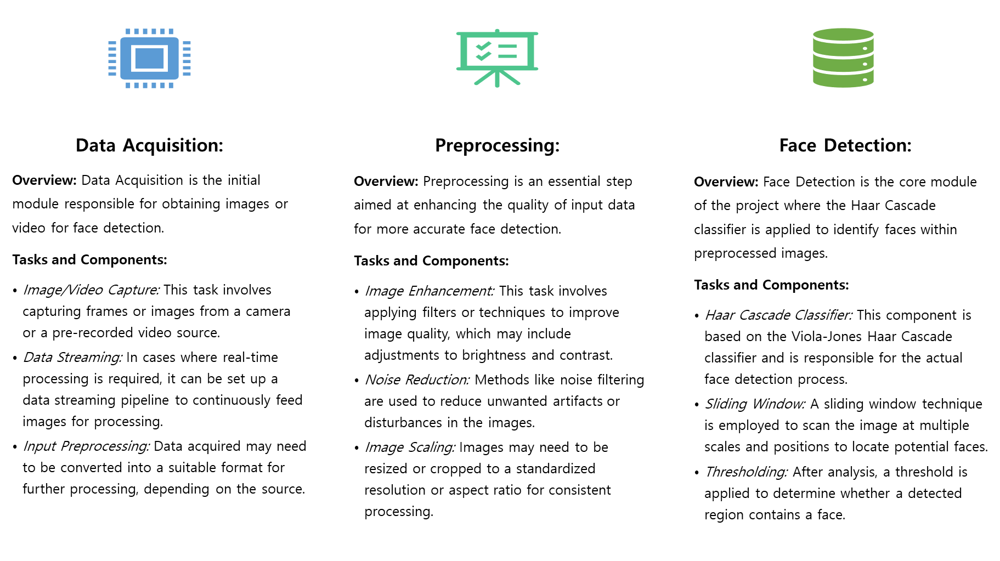 Data Acquisition:
Overview: Data Acquisition is the initial
module responsible for obtaining images or
video for face detection.
Tasks and Components:
• Image/Video Capture: This task involves
capturing frames or images from a camera
or a pre-recorded video source.
• Data Streaming: In cases where real-time
processing is required, it can be set up a
data streaming pipeline to continuously feed
images for processing.
• Input Preprocessing: Data acquired may need
to be converted into a suitable format for
further processing, depending on the source.
Preprocessing:
Overview: Preprocessing is an essential step
aimed at enhancing the quality of input data
for more accurate face detection.
Tasks and Components:
• Image Enhancement: This task involves
applying filters or techniques to improve
image quality, which may include
adjustments to brightness and contrast.
• Noise Reduction: Methods like noise filtering
are used to reduce unwanted artifacts or
disturbances in the images.
• Image Scaling: Images may need to be
resized or cropped to a standardized
resolution or aspect ratio for consistent
processing.
Face Detection:
Overview: Face Detection is the core module
of the project where the Haar Cascade
classifier is applied to identify faces within
preprocessed images.
Tasks and Components:
• Haar Cascade Classifier: This component is
based on the Viola-Jones Haar Cascade
classifier and is responsible for the actual
face detection process.
• Sliding Window: A sliding window technique
is employed to scan the image at multiple
scales and positions to locate potential faces.
• Thresholding: After analysis, a threshold is
applied to determine whether a detected
region contains a face.